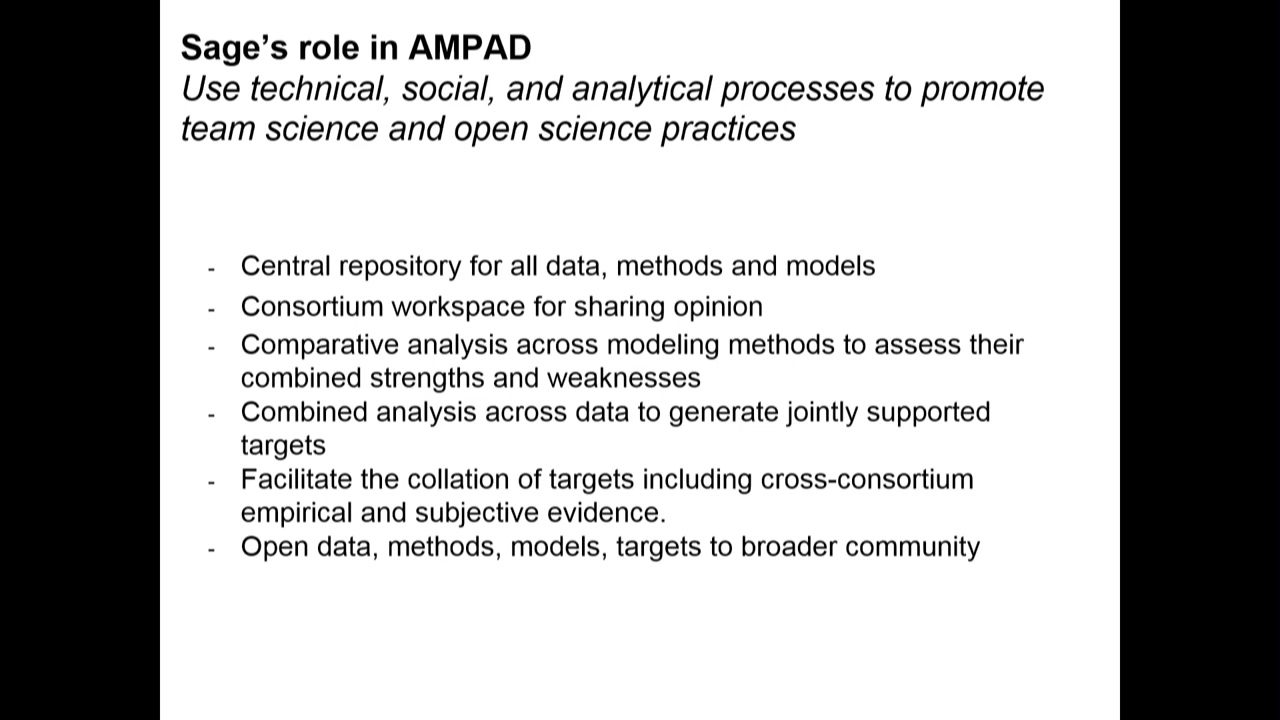 Sage’s role in AMPAD
Use technical, social, and analytical processes to promote
team science and open science practices
- Central repository for all data, methods and models
- Consortium workspace for sharing opinion
- Comparative analysis across modeling methods to assess their
combined strengths and weaknesses
- Combined analysis across data to generate jointly supported
targets
- Facilitate the collation of targets including cross-consortium
empirical and subjective evidence.
- Open data, methods, models, targets to broader community